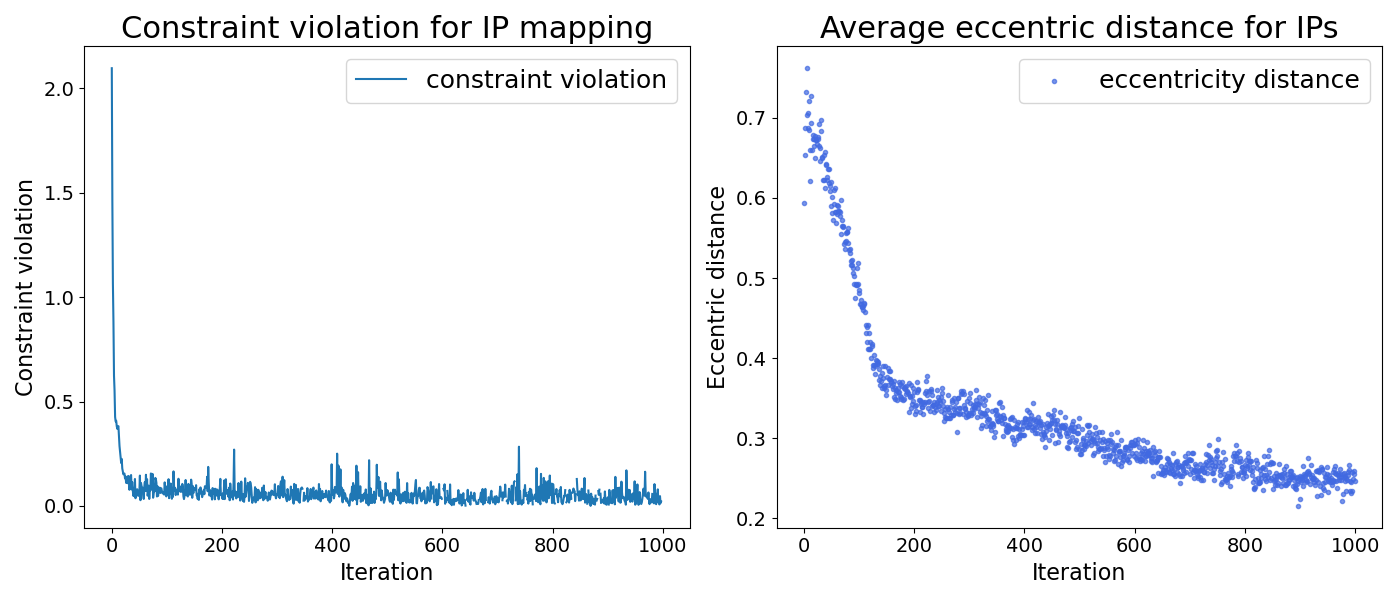 Constraint violation for IP mapping
constraint violation
Constraint violation
2.0
1.5
1.0
0.5
0.0
0 200 400 600 800 1000
Iteration
Average eccentric distance for IPs
eccentricity distance
Eccentric distance
0.7
0.6
0.5
0.4
0.3
0.2
0 200 400 600 800 1000
Iteration